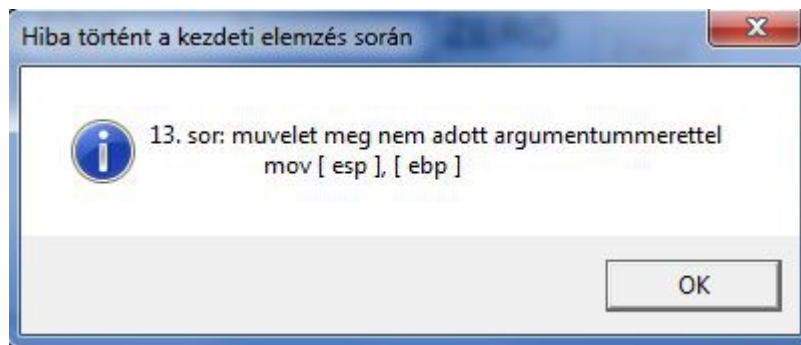 Hiba történt a kezdeti elemzés során
13. sor: muvelet meg nem adott argumentummerettel
mov [ esp ], [ ebp ]
OK